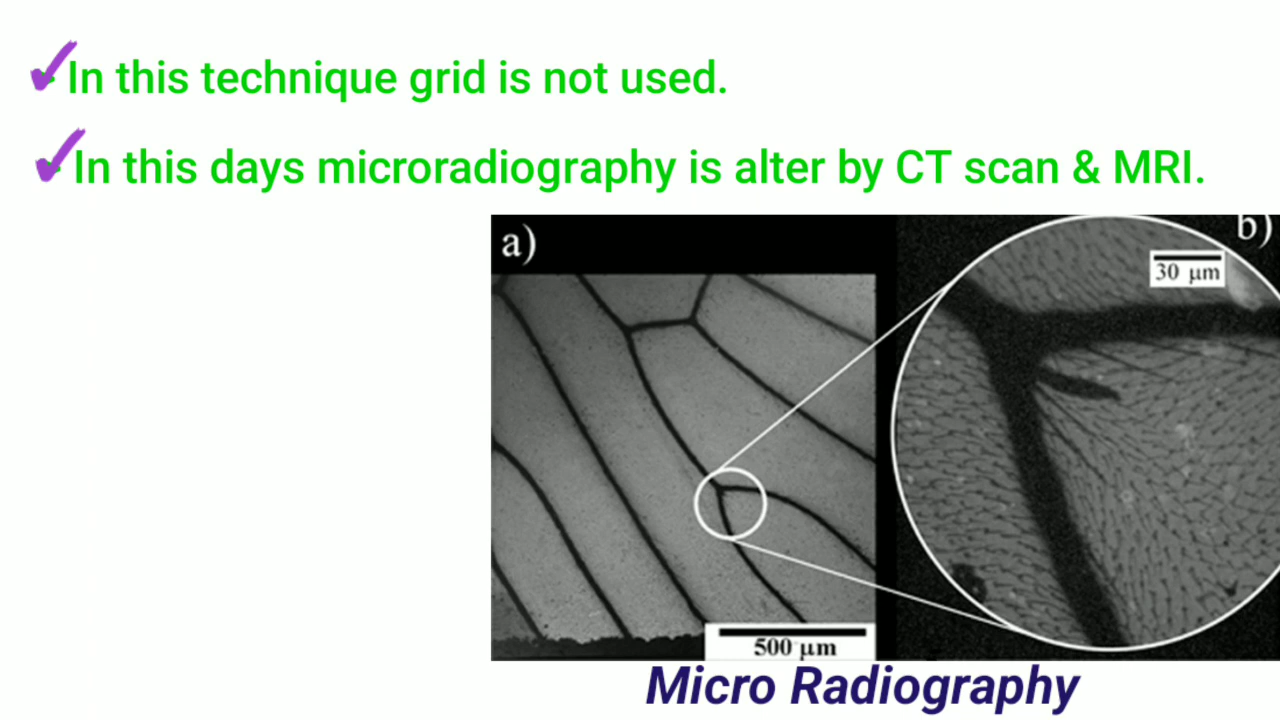 In this technique grid is not used.
In this days microradiography is alter by CT scan & MRI.
a)
b)
30 µm
500 µm
Micro Radiography